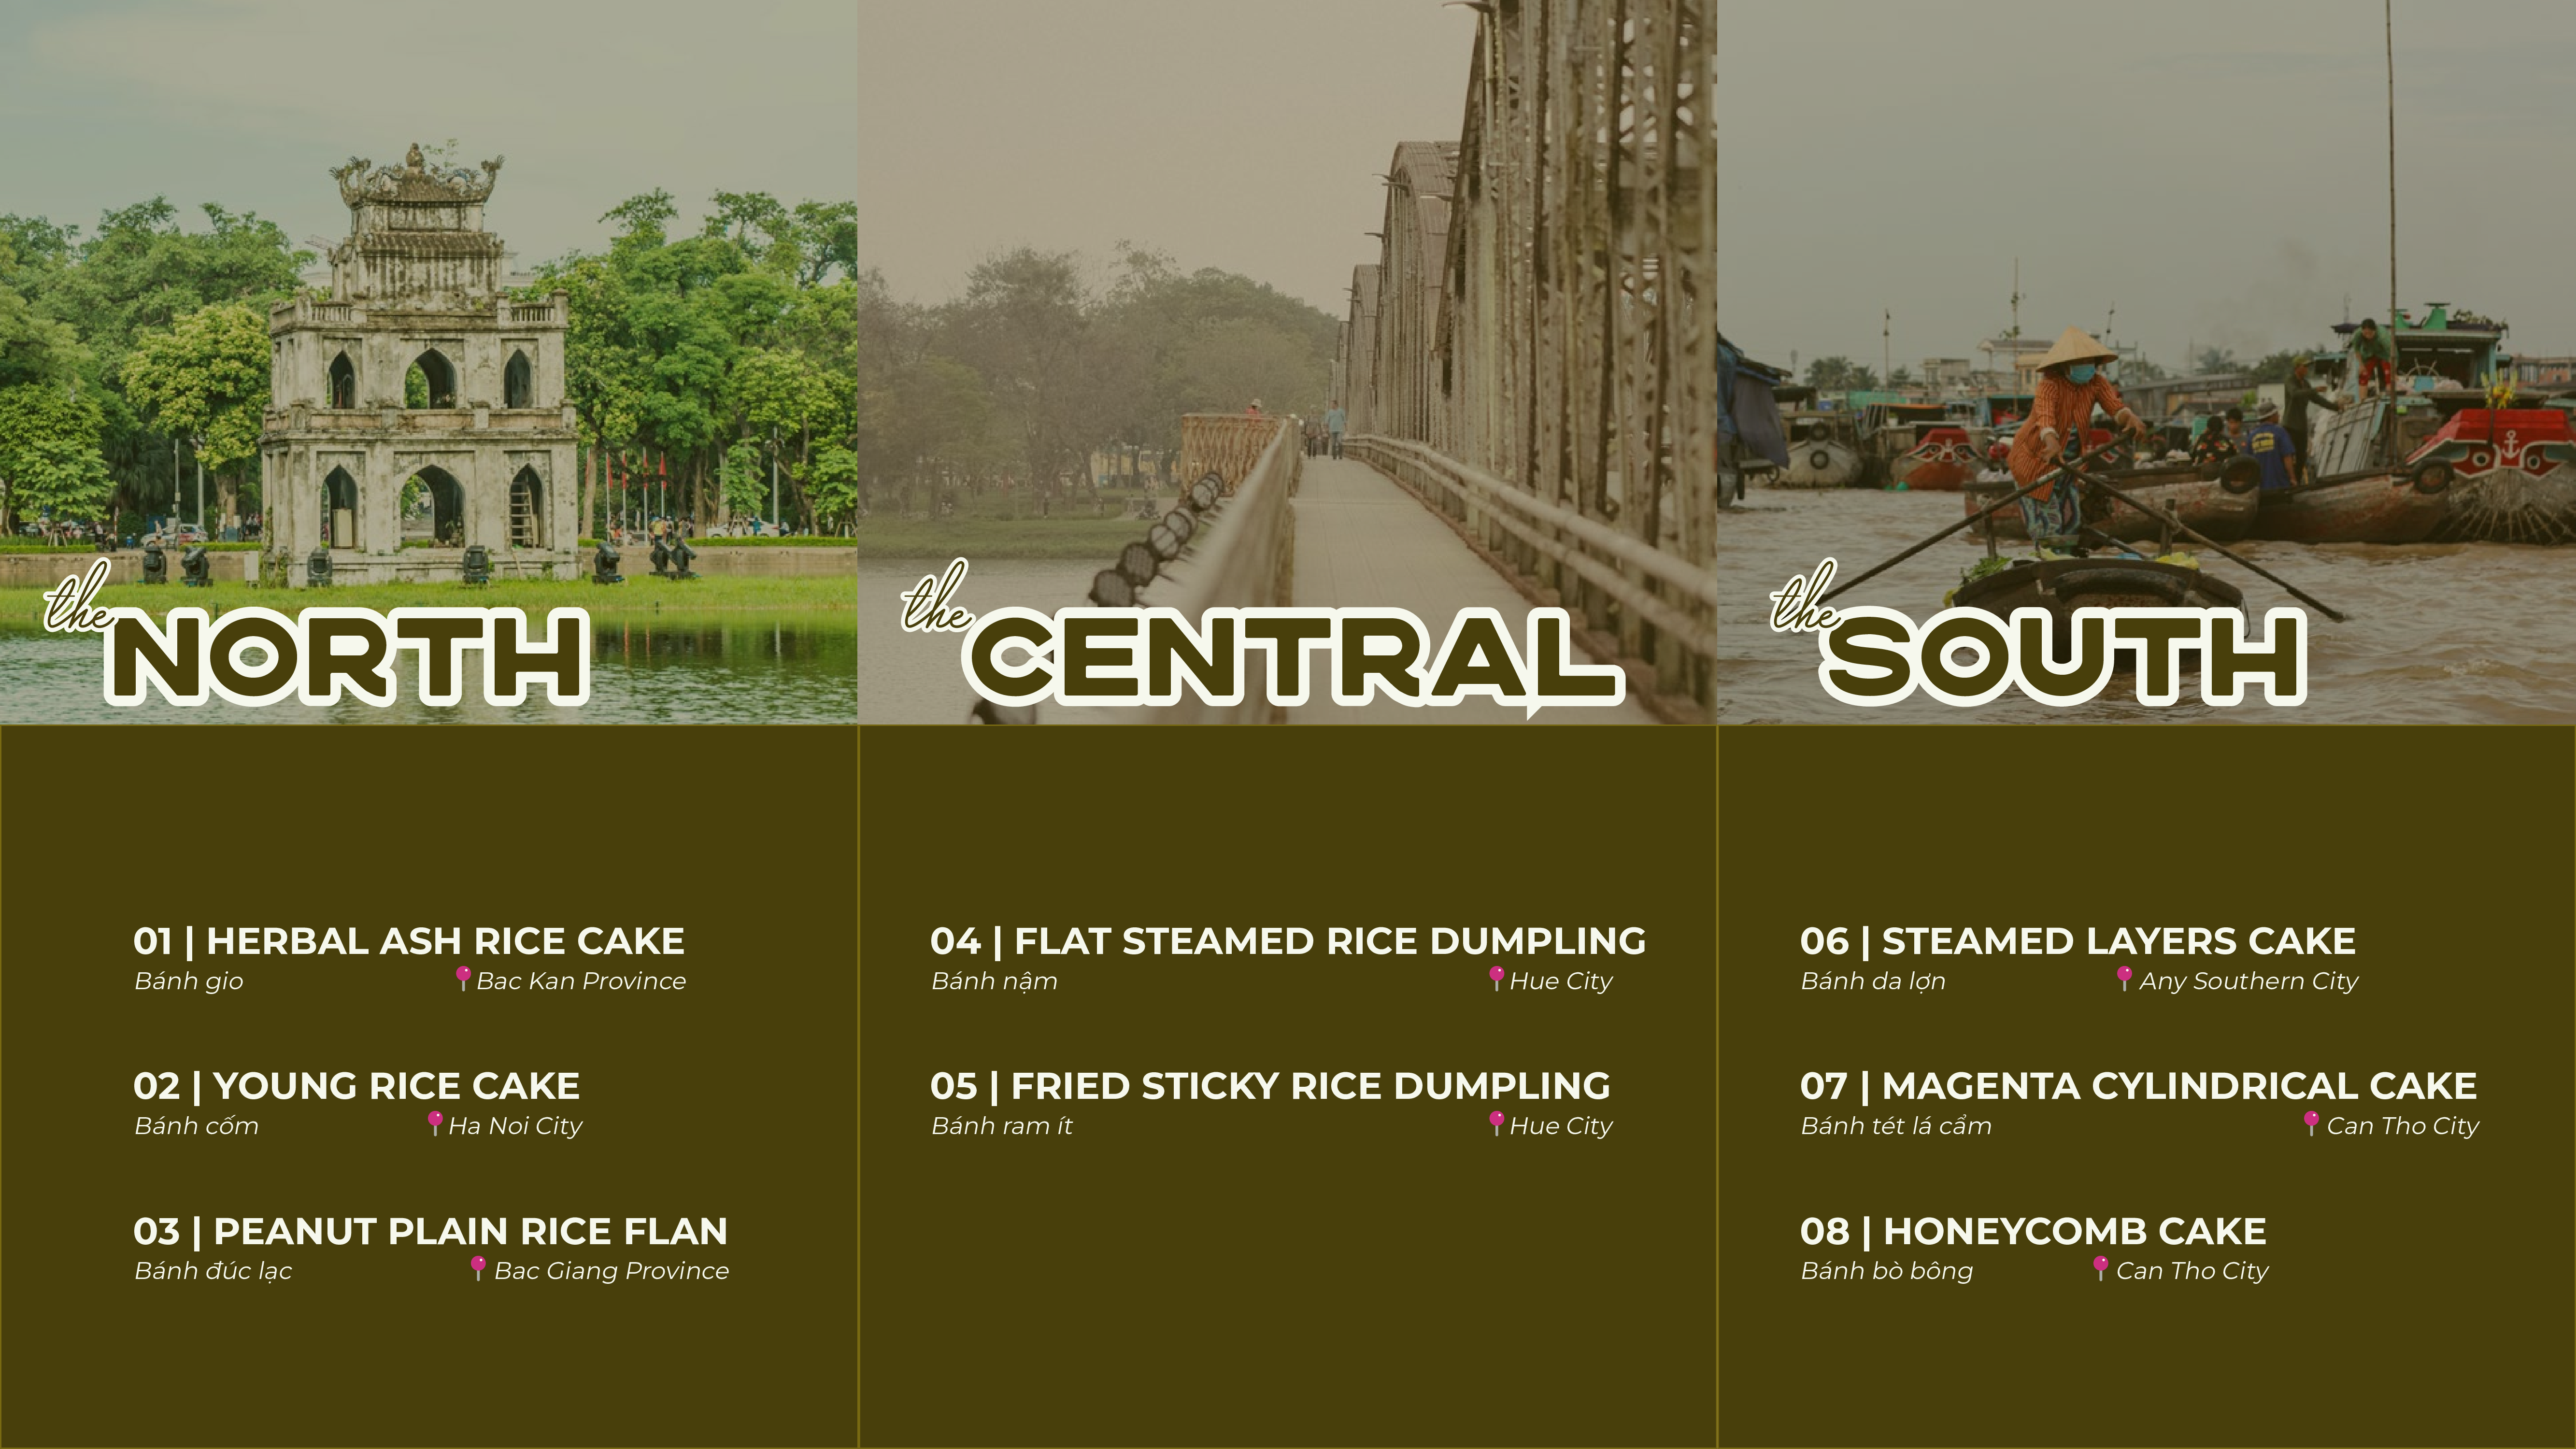 the NORTH
01 | HERBAL ASH RICE CAKE
Bánh gio 📍Bac Kan Province
02 | YOUNG RICE CAKE
Bánh cốm 📍Ha Noi City
03 | PEANUT PLAIN RICE FLAN
Bánh đúc lạc 📍Bac Giang Province
the CENTRAL
04 | FLAT STEAMED RICE DUMPLING
Bánh nậm 📍Hue City
05 | FRIED STICKY RICE DUMPLING
Bánh ram ít 📍Hue City
the SOUTH
06 | STEAMED LAYERS CAKE
Bánh da lợn 📍Any Southern City
07 | MAGENTA CYLINDRICAL CAKE
Bánh tét lá cẩm 📍Can Tho City
08 | HONEYCOMB CAKE
Bánh bò bông 📍Can Tho City